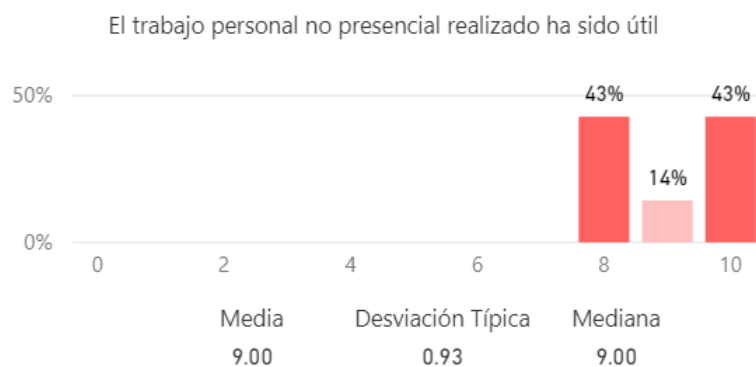 El trabajo personal no presencial realizado ha sido útil
50%
43%
43%
14%
0%
0 2 4 6 8 10
Media Desviación Típica Mediana
9.00 0.93 9.00